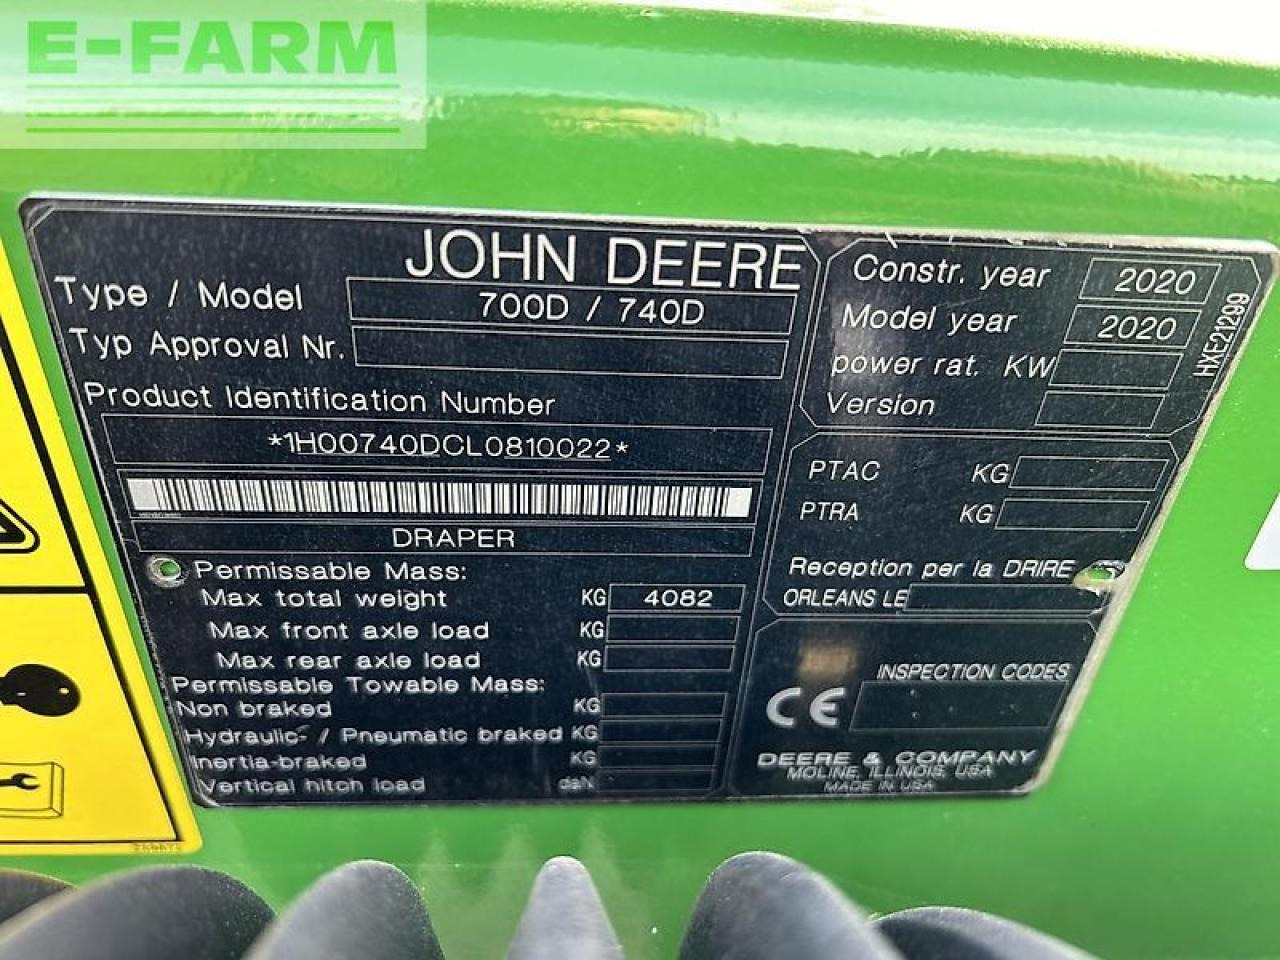 E-FARM
JOHN DEERE
Type / Model 700D / 740D
Typ Approval Nr.
Product Identification Number
*1H00740DCL0810022*
DRAPER
Permissable Mass:
Max total weight KG 4082
Max front axle load KG
Max rear axle load KG
Permissable Towable Mass:
Non braked KG
Hydraulic- / Pneumatic braked KG
Inertia-braked KG
Vertical hitch load daN
Constr. year 2020
Model year 2020
power rat. KW
Version
HXE21299
PTAC KG
PTRA KG
Reception per la DRIRE
ORLEANS LE
INSPECTION CODES
CE
DEERE & COMPANY
MOLINE, ILLINOIS, USA
MADE IN USA